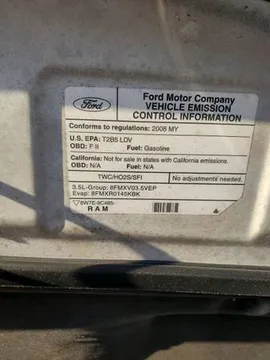 Ford
Ford Motor Company
VEHICLE EMISSION
CONTROL INFORMATION
Conforms to regulations: 2008 MY
U.S. EPA: T2B5 LDV
OBD: F II Fuel: Gasoline
California: Not for sale in states with California emissions.
OBD: N/A Fuel: N/A
TWC/HO2S/SFI No adjustments needed.
3.5L-Group: 8FMXV03.5VEP
Evap: 8FMXR0145KBK
8W7E-9C485-
RAM